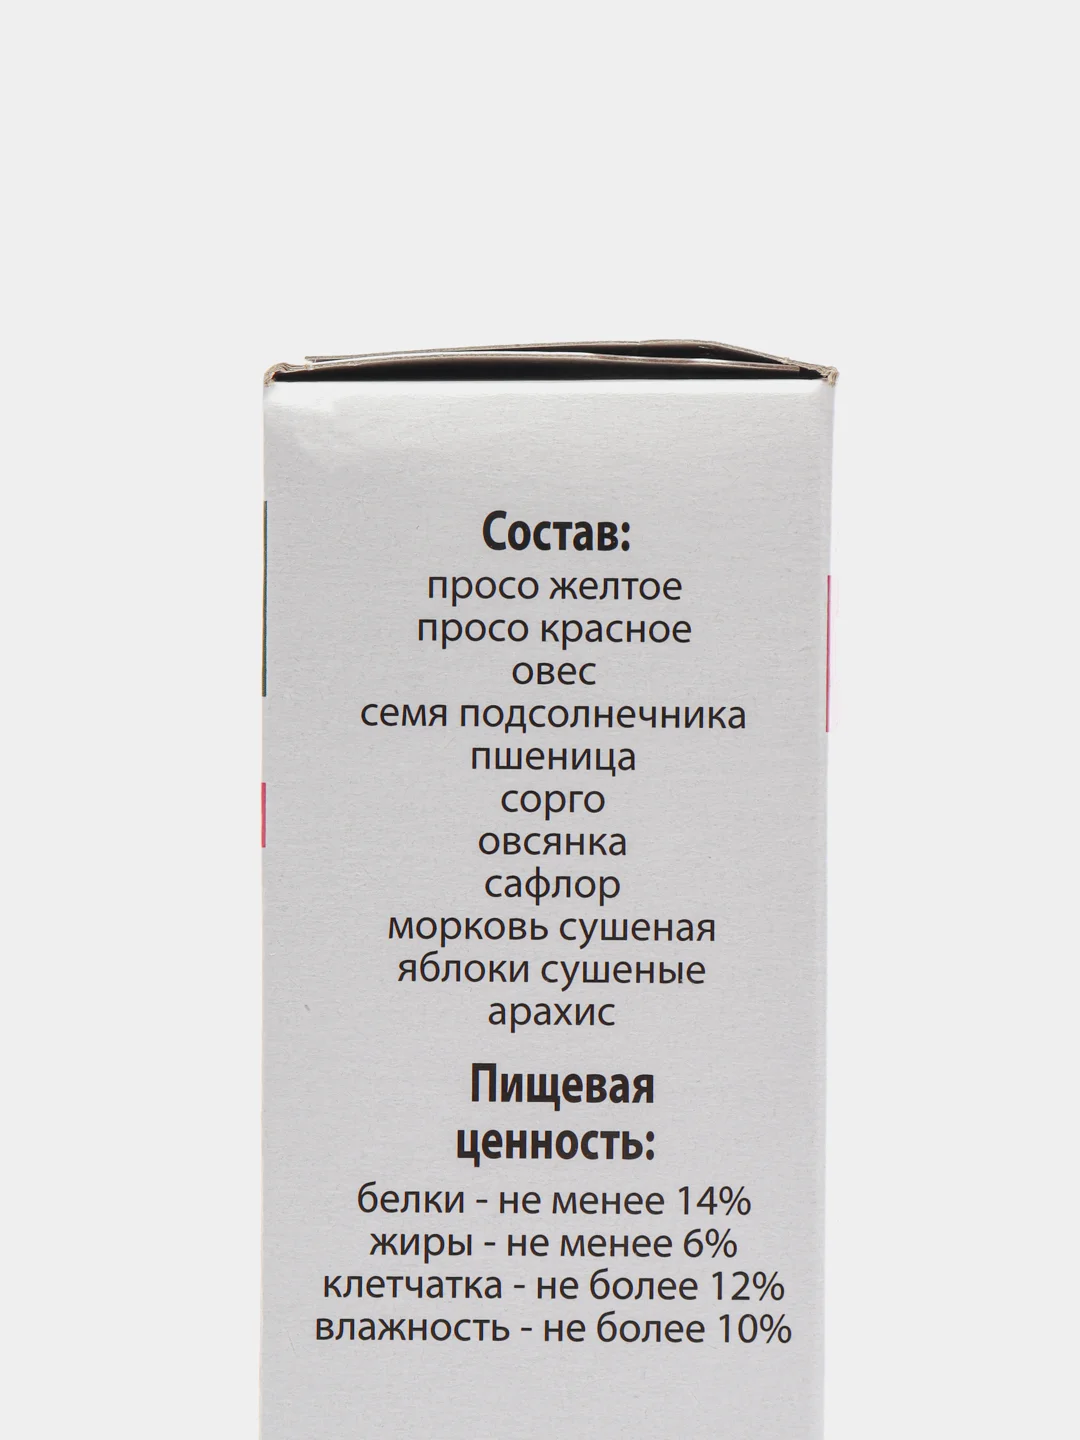 Состав:
просо желтое
просо красное
овес
семя подсолнечника
пшеница
сорго
овсянка
сафлор
морковь сушеная
яблоки сушеные
арахис
Пищевая
ценность:
белки - не менее 14%
жиры - не менее 6%
клетчатка - не более 12%
влажность - не более 10%